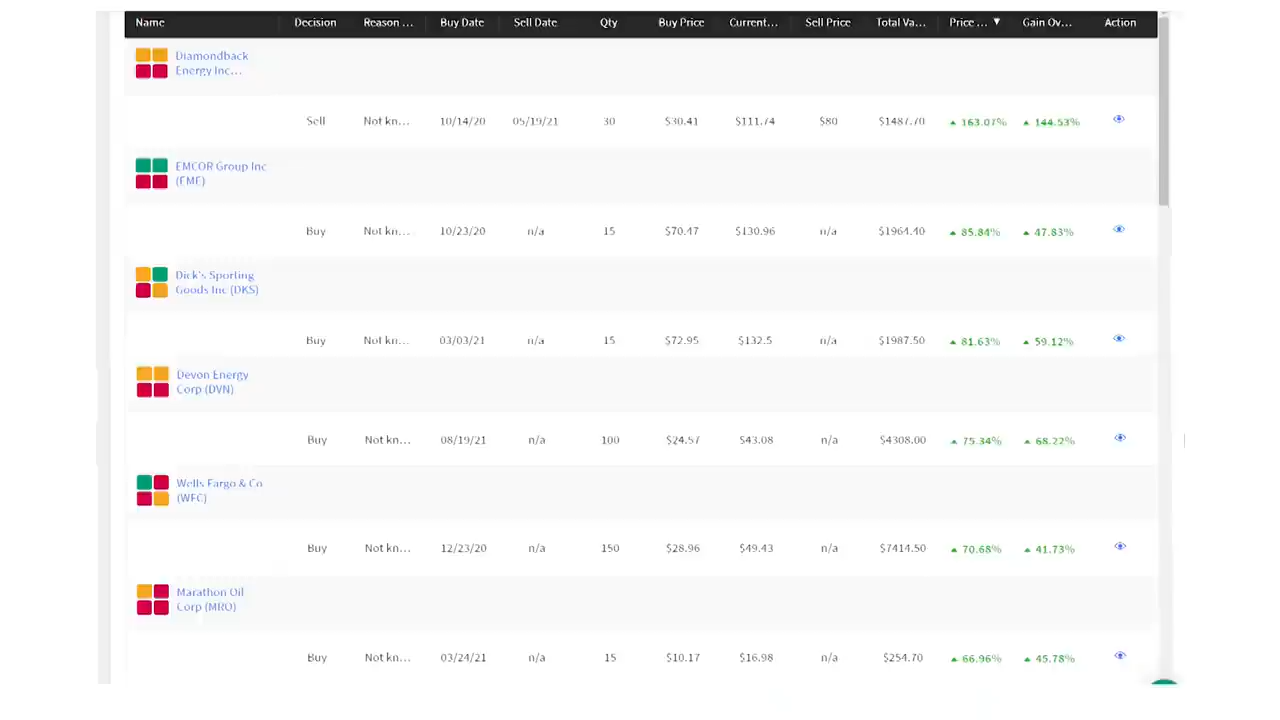 Name Decision Reason ... Buy Date Sell Date Qty Buy Price Current... Sell Price Total Va... Price ... ▼ Gain Ov... Action
Diamondback
Energy Inc...
Sell Not kn... 10/14/20 05/19/21 30 $30.41 $111.74 $80 $1487.70 163.07% 144.53%
EMCOR Group Inc
(EME)
Buy Not kn... 10/23/20 n/a 15 $70.47 $130.96 n/a $1964.40 85.84% 47.83%
Dick's Sporting
Goods Inc (DKS)
Buy Not kn... 03/03/21 n/a 15 $72.95 $132.5 n/a $1987.50 81.63% 59.12%
Devon Energy
Corp (DVN)
Buy Not kn... 08/19/21 n/a 100 $24.57 $43.08 n/a $4308.00 75.34% 68.22%
Wells Fargo & Co
(WFC)
Buy Not kn... 12/23/20 n/a 150 $28.96 $49.43 n/a $7414.50 70.68% 41.73%
Marathon Oil
Corp (MRO)
Buy Not kn... 03/24/21 n/a 15 $10.17 $16.98 n/a $254.70 66.96% 45.78%